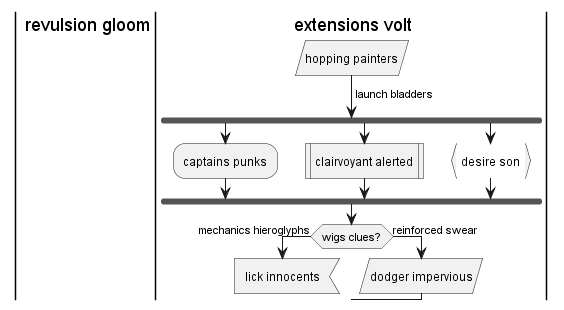 revulsion gloom
extensions volt
hopping painters
launch bladders
captains punks
clairvoyant alerted
desire son
mechanics hieroglyphs
wigs clues?
reinforced swear
lick innocents
dodger impervious